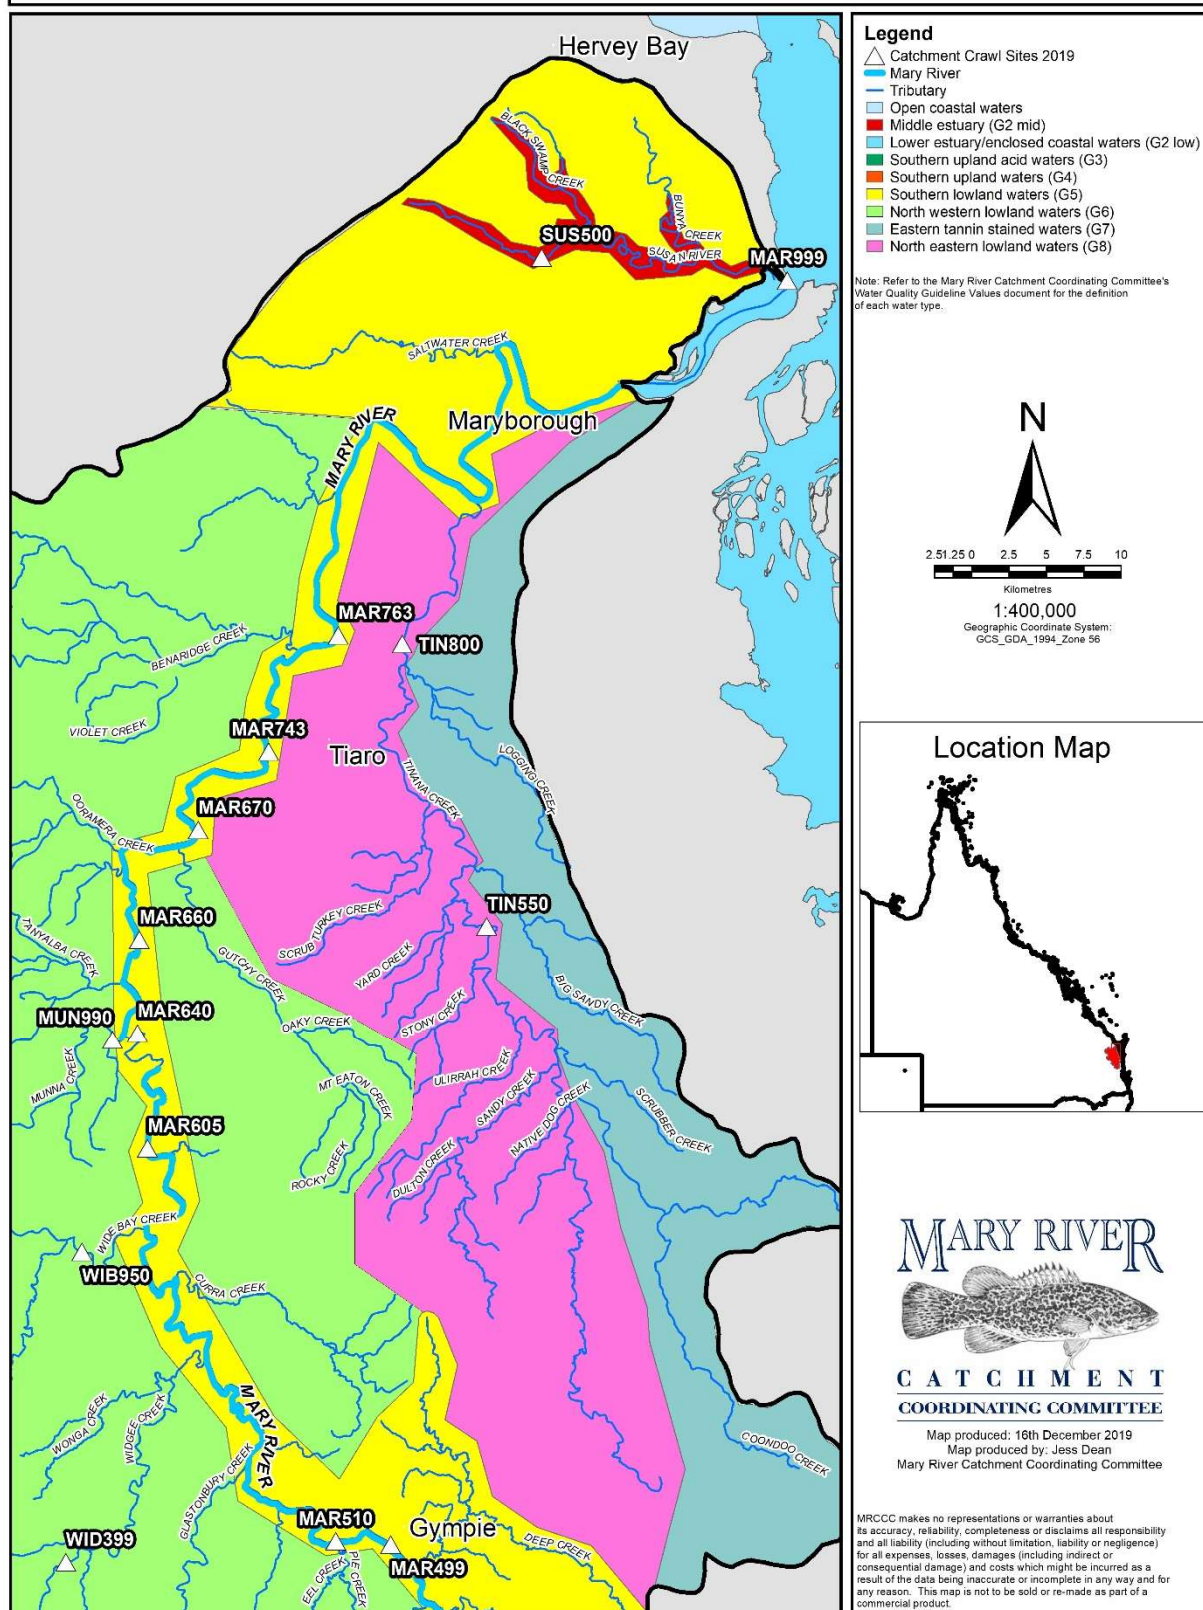 Hervey Bay
BLACK SWAMP CREEK
BUNYA CREEK
SUS500
SUSAN RIVER
MAR999
SALTWATER CREEK
MARY RIVER
Maryborough
MAR763
TIN800
BENARIDGE CREEK
VIOLET CREEK
MAR743
LOGGING CREEK
Tiaro
TINANA CREEK
OORAMERA CREEK
MAR670
SCRUB TURKEY CREEK
TIN550
MAR660
TANYALBA CREEK
GUTCHY CREEK
YARD CREEK
BIG SANDY CREEK
MUN990
MAR640
OAKY CREEK
STONY CREEK
MUNNA CREEK
MT EATON CREEK
ULIRRAH CREEK
SANDY CREEK
SCRUBBER CREEK
MAR605
ROCKY CREEK
DULTON CREEK
NATIVE DOG CREEK
WIDE BAY CREEK
WIB950
CURRA CREEK
MARY RIVER
WONGA CREEK
WIDGEE CREEK
GLASTONBURY CREEK
COONDOO CREEK
MAR510
Gympie
DEEP CREEK
WID399
EEL CREEK
PIE CREEK
MAR499
Legend
Catchment Crawl Sites 2019
Mary River
Tributary
Open coastal waters
Middle estuary (G2 mid)
Lower estuary/enclosed coastal waters (G2 low)
Southern upland acid waters (G3)
Southern upland waters (G4)
Southern lowland waters (G5)
North western lowland waters (G6)
Eastern tannin stained waters (G7)
North eastern lowland waters (G8)
Note: Refer to the Mary River Catchment Coordinating Committee's
Water Quality Guideline Values document for the definition
of each water type.
N
2.51.25 0 2.5 5 7.5 10
Kilometres
1:400,000
Geographic Coordinate System:
GCS_GDA_1994_Zone 56
Location Map
MARY RIVER
CATCHMENT
COORDINATING COMMITTEE
Map produced: 16th December 2019
Map produced by: Jess Dean
Mary River Catchment Coordinating Committee
MRCCC makes no representations or warranties about
its accuracy, reliability, completeness or disclaims all responsibility
and all liability (including without limitation, liability or negligence)
for all expenses, losses, damages (including indirect or
consequential damage) and costs which might be incurred as a
result of the data being inaccurate or incomplete in any way and for
any reason. This map is not to be sold or re-made as part of a
commercial product.